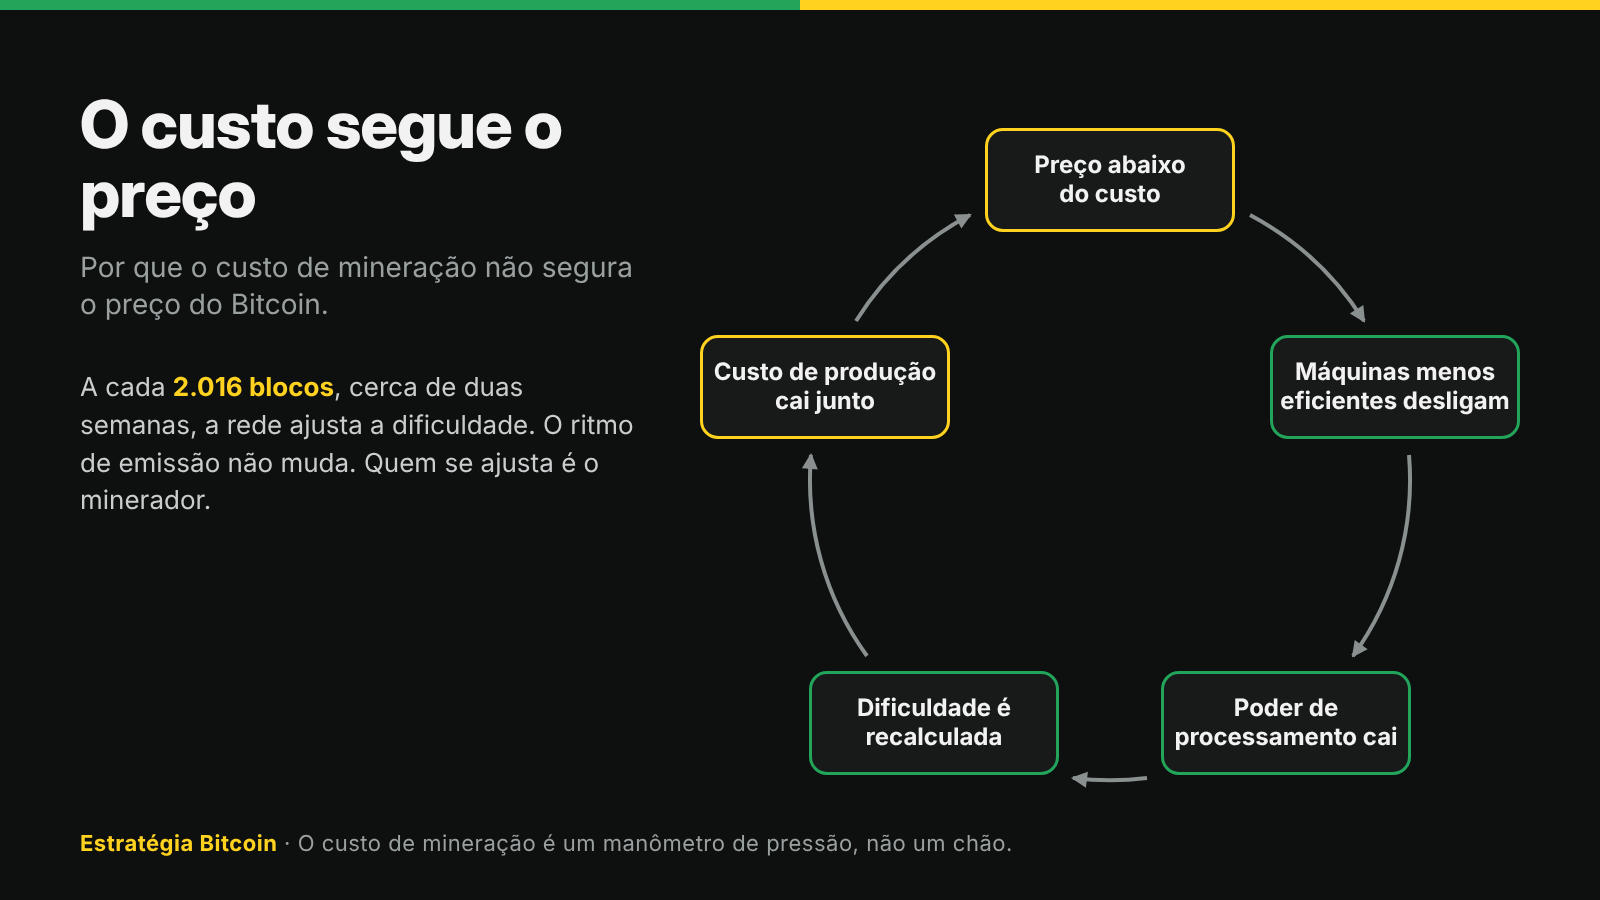 O custo segue o
preço
Por que o custo de mineração não segura
o preço do Bitcoin.
A cada 2.016 blocos, cerca de duas
semanas, a rede ajusta a dificuldade. O ritmo
de emissão não muda. Quem se ajusta é o
minerador.
Preço abaixo
do custo
Máquinas menos
eficientes desligam
Poder de
processamento cai
Dificuldade é
recalculada
Custo de produção
cai junto
Estratégia Bitcoin · O custo de mineração é um manômetro de pressão, não um chão.